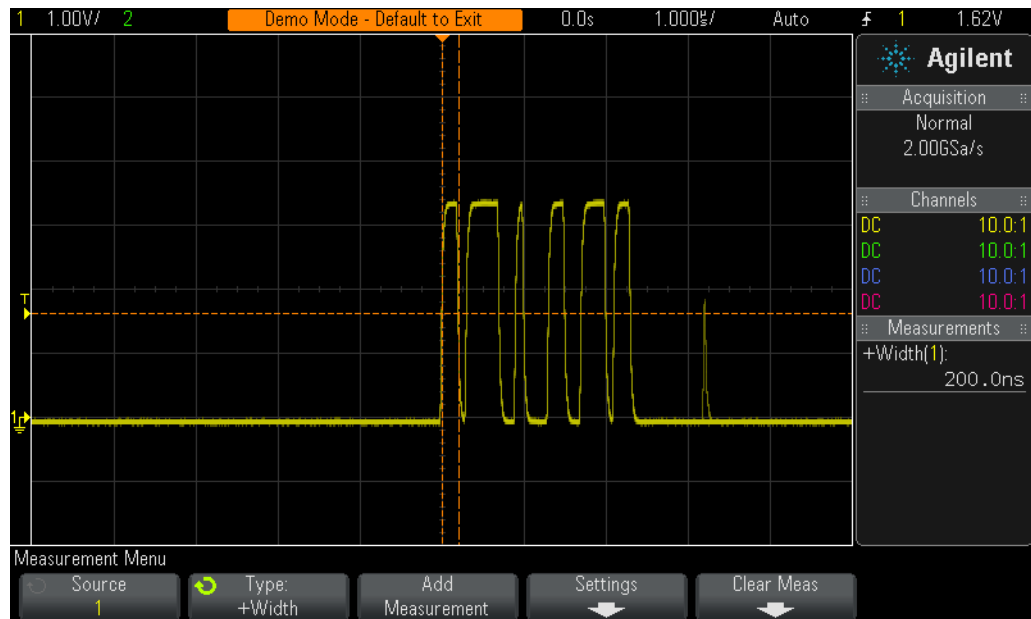 1 1.00V/ 2 Demo Mode - Default to Exit 0.0s 1.000µs/ Auto 1 1.62V
Agilent
Acquisition
Normal
2.00GSa/s
Channels
DC 10.0:1
DC 10.0:1
DC 10.0:1
DC 10.0:1
Measurements
+Width(1):
200.0ns
T
1
Measurement Menu
Source
1
Type:
+Width
Add
Measurement
Settings
Clear Meas